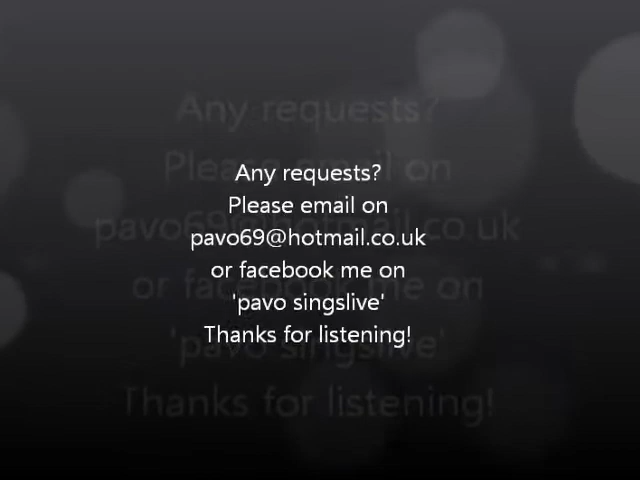 Any requests?
Please email on
pavo69@hotmail.co.uk
or facebook me on
'pavo singslive'
Thanks for listening!